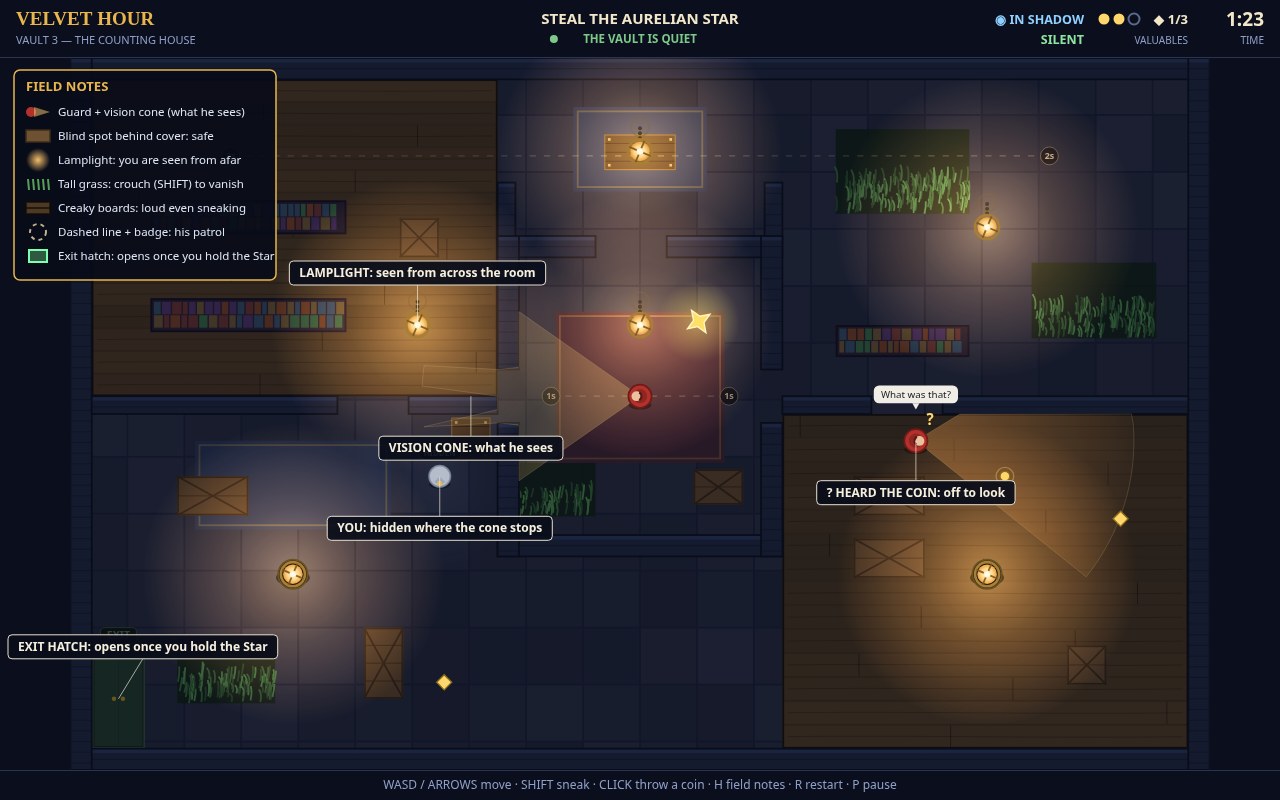 VELVET HOUR
VAULT 3 — THE COUNTING HOUSE
STEAL THE AURELIAN STAR
THE VAULT IS QUIET
IN SHADOW
SILENT
1/3
VALUABLES
1:23
TIME
FIELD NOTES
Guard + vision cone (what he sees)
Blind spot behind cover: safe
Lamplight: you are seen from afar
Tall grass: crouch (SHIFT) to vanish
Creaky boards: loud even sneaking
Dashed line + badge: his patrol
Exit hatch: opens once you hold the Star
2s
LAMPLIGHT: seen from across the room
1s
1s
What was that?
?
VISION CONE: what he sees
? HEARD THE COIN: off to look
YOU: hidden where the cone stops
EXIT
EXIT HATCH: opens once you hold the Star
WASD / ARROWS move · SHIFT sneak · CLICK throw a coin · H field notes · R restart · P pause